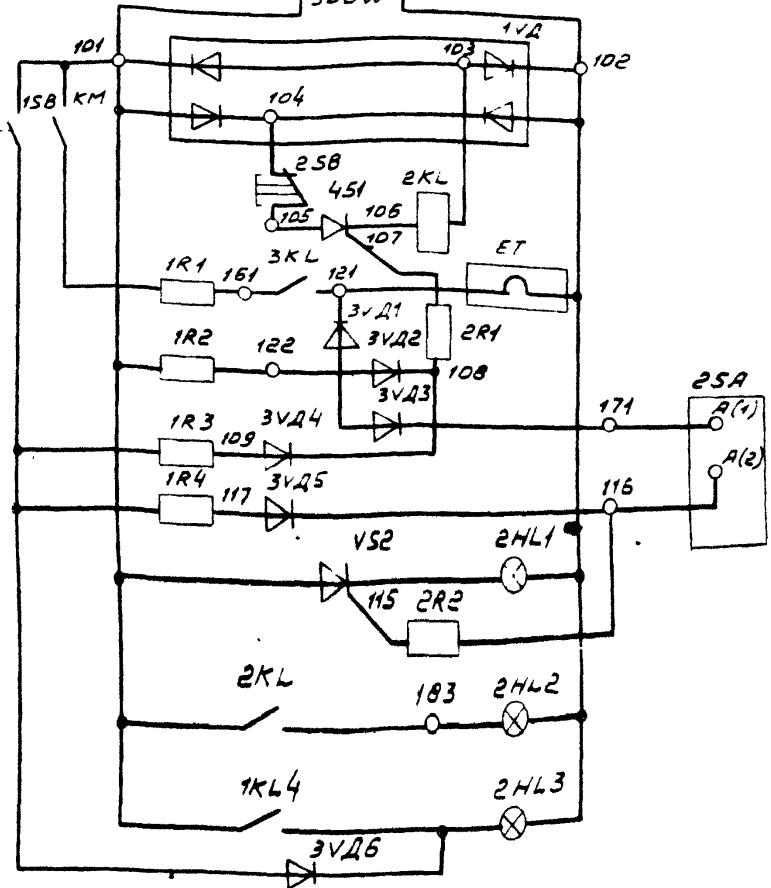 1VД
101
103
102
1SB
KM
104
2SB
4S1
2KL
105
106
107
ET
1R1
161
3KL
121
3VД1
2R1
1R2
122
3VД2
108
2SA
3VД3
171
A(1)
1R3
109
3VД4
A(2)
1R4
117
3VД5
116
VS2
2HL1
115
2R2
2KL
183
2HL2
1KL4
2HL3
3VД6